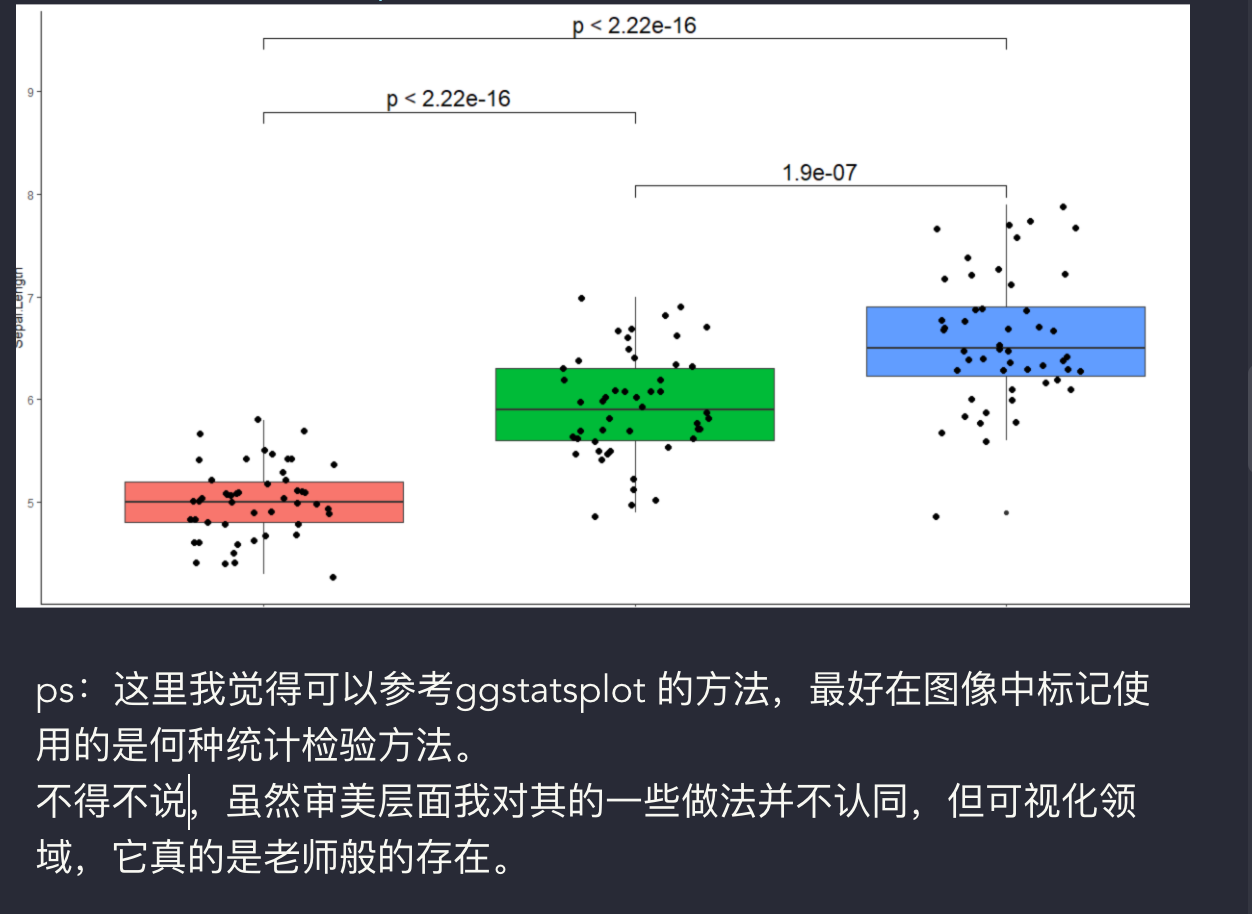 p < 2.22e-16
9
p < 2.22e-16
1.9e-07
8
7
Sepal.Length
6
5
ps：这里我觉得可以参考ggstatsplot 的方法，最好在图像中标记使
用的是何种统计检验方法。
不得不说，虽然审美层面我对其的一些做法并不认同，但可视化领
域，它真的是老师般的存在。